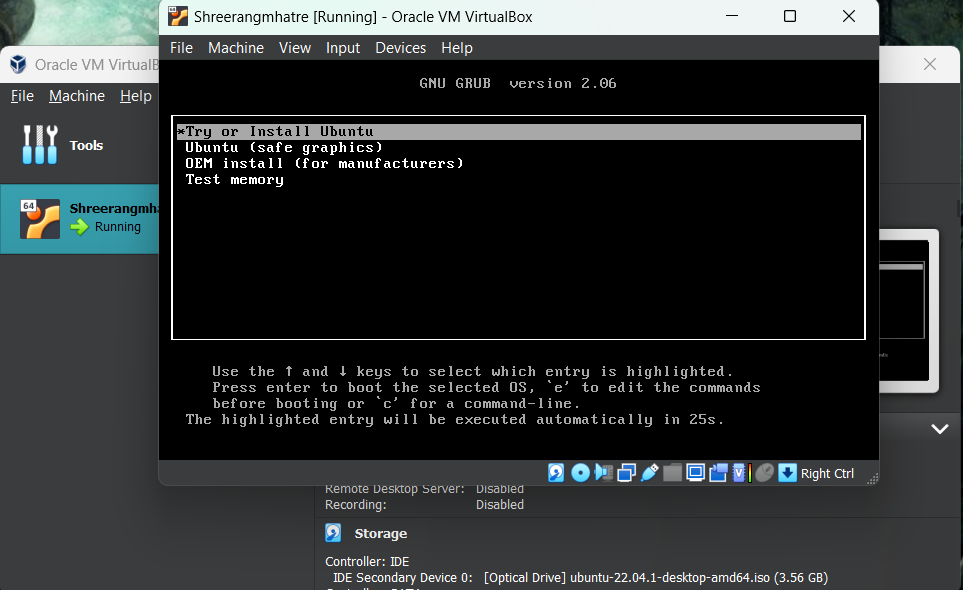 Shreerangmhatre [Running] - Oracle VM VirtualBox
File Machine View Input Devices Help
GNU GRUB version 2.06
*Try or Install Ubuntu
Ubuntu (safe graphics)
OEM install (for manufacturers)
Test memory
Use the ↑ and ↓ keys to select which entry is highlighted.
Press enter to boot the selected OS, `e' to edit the commands
before booting or `c' for a command-line.
The highlighted entry will be executed automatically in 25s.
Right Ctrl
Oracle VM VirtualB
File Machine Help
Tools
64
Shreerangmha
Running
Remote Desktop Server: Disabled
Recording: Disabled
Storage
Controller: IDE
IDE Secondary Device 0: [Optical Drive] ubuntu-22.04.1-desktop-amd64.iso (3.56 GB)